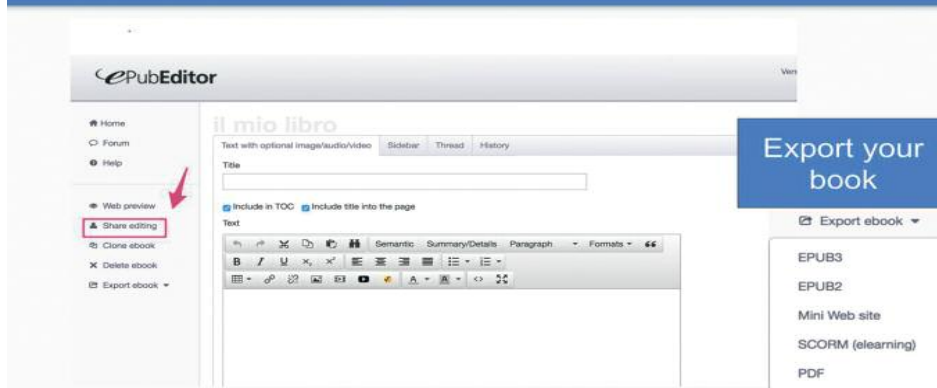 ePubEditor
Home
Forum
Help
Web preview
Share editing
Clone ebook
Delete ebook
Export ebook
il mio libro
Text with optional image/audio/video Sidebar Thread History
Title
Include in TOC Include title into the page
Text
Semantic Summary/Details Paragraph Formats
B I U x₂ x²
A A
Export your
book
Export ebook
EPUB3
EPUB2
Mini Web site
SCORM (elearning)
PDF